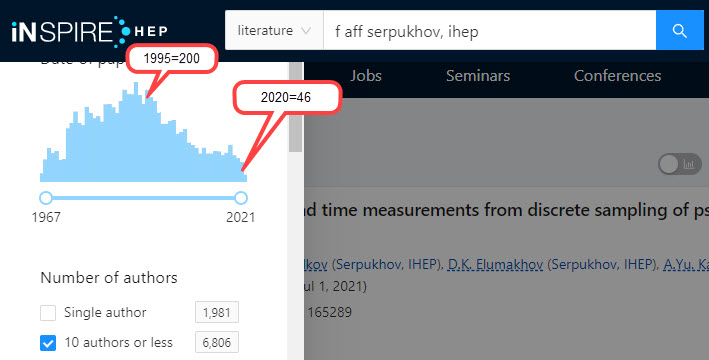 iNSPIRE HEP
literature
f aff serpukhov, ihep
Date of pap
1995=200
Jobs
Seminars
Conferences
2020=46
1967
2021
nd time measurements from discrete sampling of ps
lkov (Serpukhov, IHEP), D.K. Elumakhov (Serpukhov, IHEP), A.Yu. Ka
ul 1, 2021)
165289
Number of authors
Single author
1,981
10 authors or less
6,806